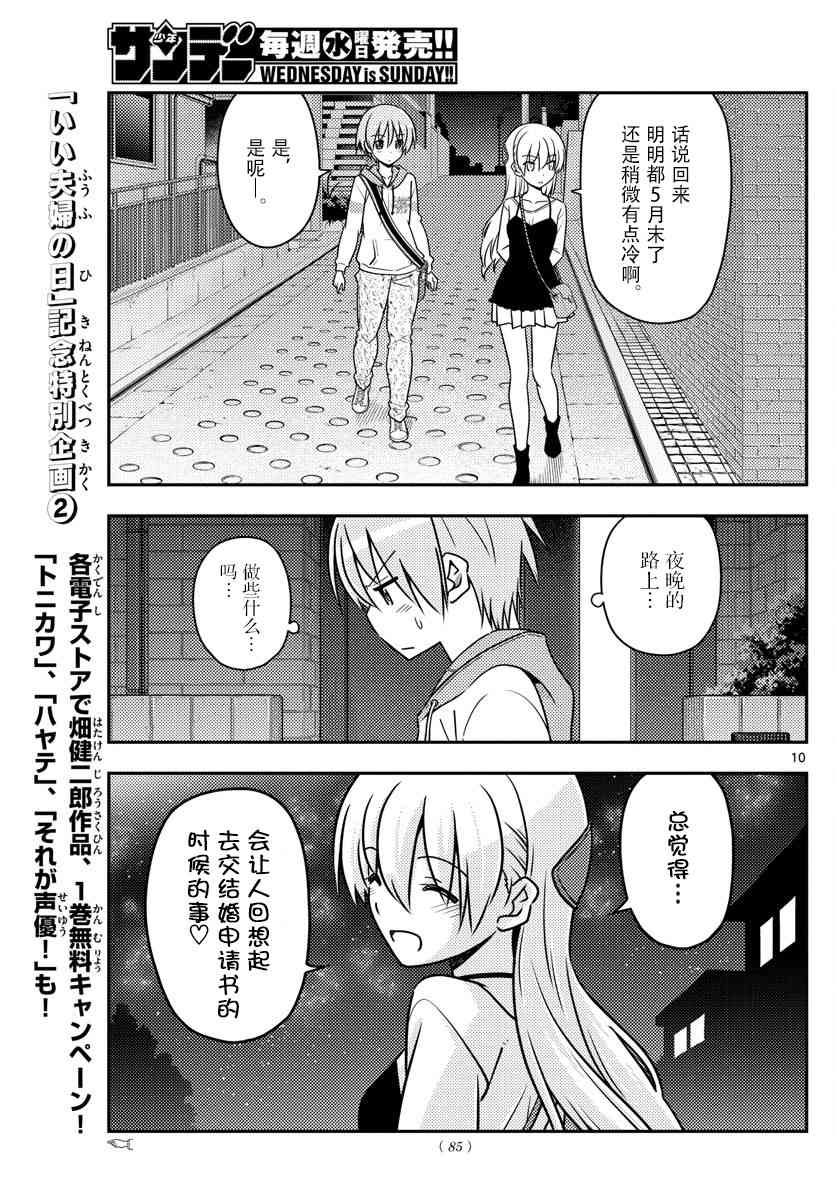 少年サンデー 毎週水曜日発売!!
WEDNESDAY is SUNDAY!!
话说回来
明明都5月末了
还是稍微有点冷啊。
是,
是呢—。
夜晚的
路上…
做些什么…
吗…
10
总觉得…
会让人回想起
去交结婚申请书的
时候的事♡
「いい夫婦の日」記念特別企画②
ふうふ ひ きねんとくべつきかく
各電子ストアで畑健二郎作品、1巻無料キャンペーン!
かくでんし はたけんじろうさくひん かんむりょう
「トニカワ」、「ハヤテ」、「それが声優!」も!
せいゆう
(85)